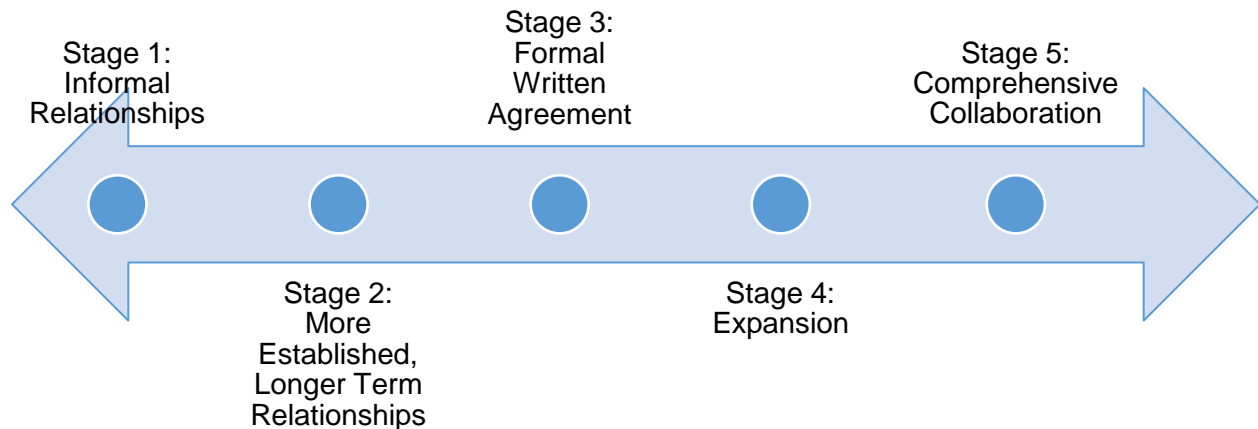 Stage 1:
Informal
Relationships
Stage 2:
More
Established,
Longer Term
Relationships
Stage 3:
Formal
Written
Agreement
Stage 4:
Expansion
Stage 5:
Comprehensive
Collaboration